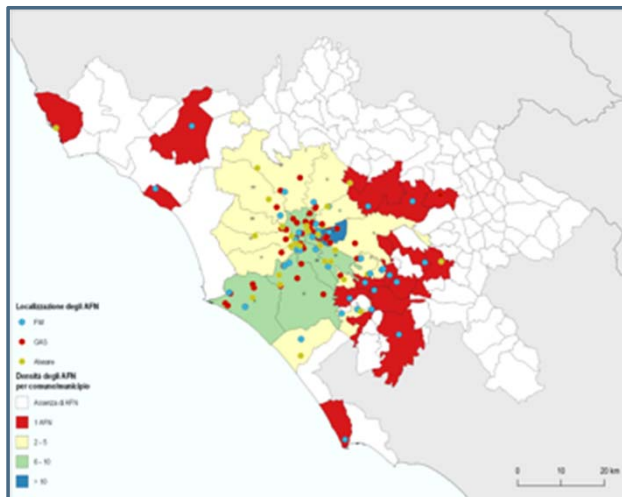 Localizzazione degli AFN
FM
GAS
Alveare
Densità degli AFN
per comune/municipio
Assenza di AFN
1 AFN
2 - 5
6 - 10
> 10
0 10 20 km